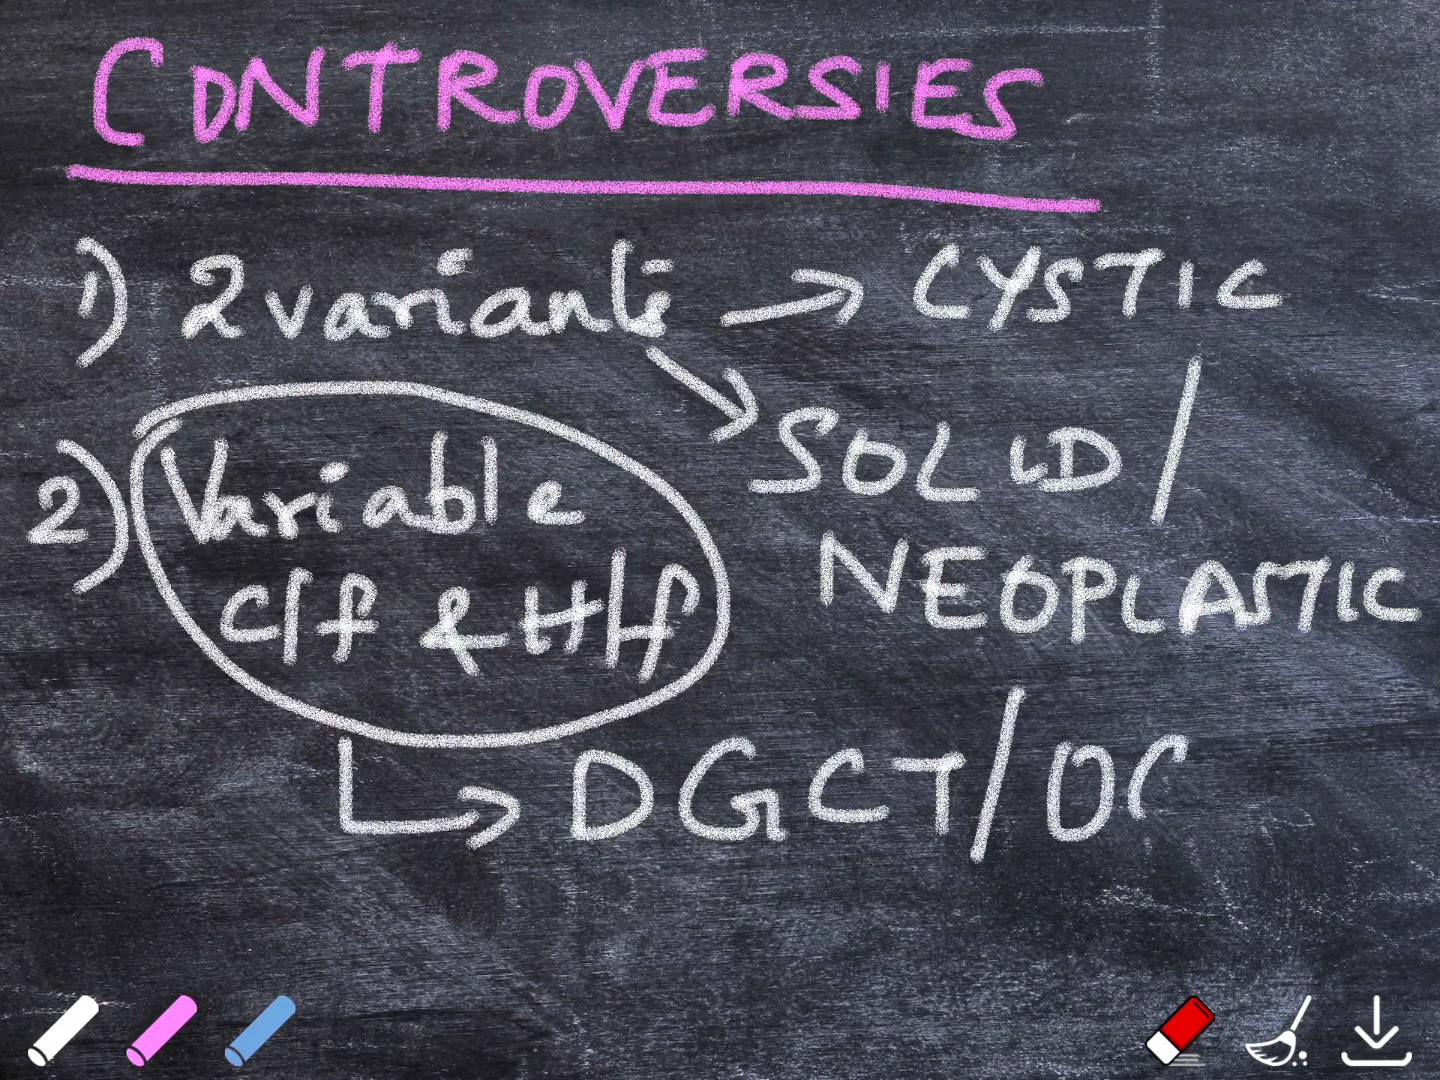 CONTROVERSIES
1) 2 variants → CYSTIC
→ SOLID /
NEOPLASTIC
2) Variable
C/f & H/f
→ DGCT/OC